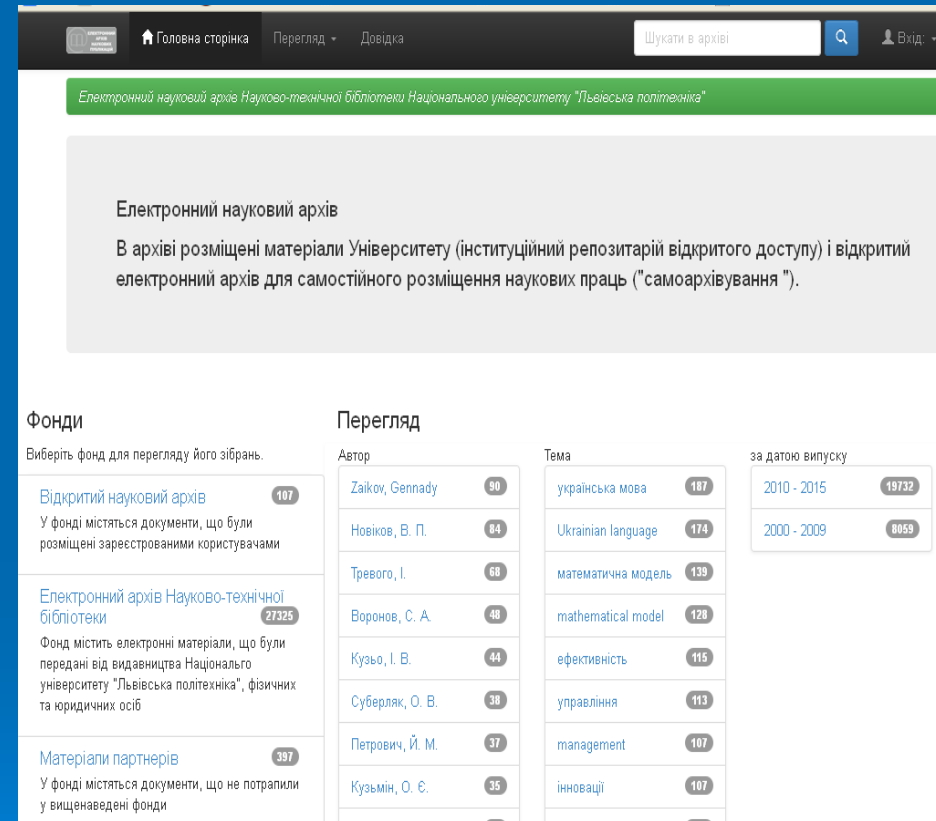 ЕЛЕКТРОННИЙ
АРХІВ
НАУКОВИХ
ПУБЛІКАЦІЙ
Головна сторінка
Перегляд
Довідка
Шукати в архіві
Вхід:
Електронний науковий архів Науково-технічної бібліотеки Національного університету "Львівська політехніка"
Електронний науковий архів
В архіві розміщені матеріали Університету (інституційний репозитарій відкритого доступу) і відкритий
електронний архів для самостійного розміщення наукових праць ("самоархівування ").
Фонди
Виберіть фонд для перегляду його зібрань.
Відкритий науковий архів 107
У фонді містяться документи, що були
розміщені зареєстрованими користувачами
Електронний архів Науково-технічної
бібліотеки 27325
Фонд містить електронні матеріали, що були
передані від видавництва Національго
університету "Львівська політехніка", фізичних
та юридичних осіб
Матеріали партнерів 397
У фонді містяться документи, що не потрапили
у вищенаведені фонди
Перегляд
Автор
Zaikov, Gennady 90
Новіков, В. П. 84
Тревого, І. 68
Воронов, С. А. 48
Кузьо, І. В. 44
Суберляк, О. В. 38
Петрович, Й. М. 37
Кузьмін, О. Є. 35
Тема
українська мова 187
Ukrainian language 174
математична модель 139
mathematical model 128
ефективність 115
управління 113
management 107
інновації 107
за датою випуску
2010 - 2015 19732
2000 - 2009 8059